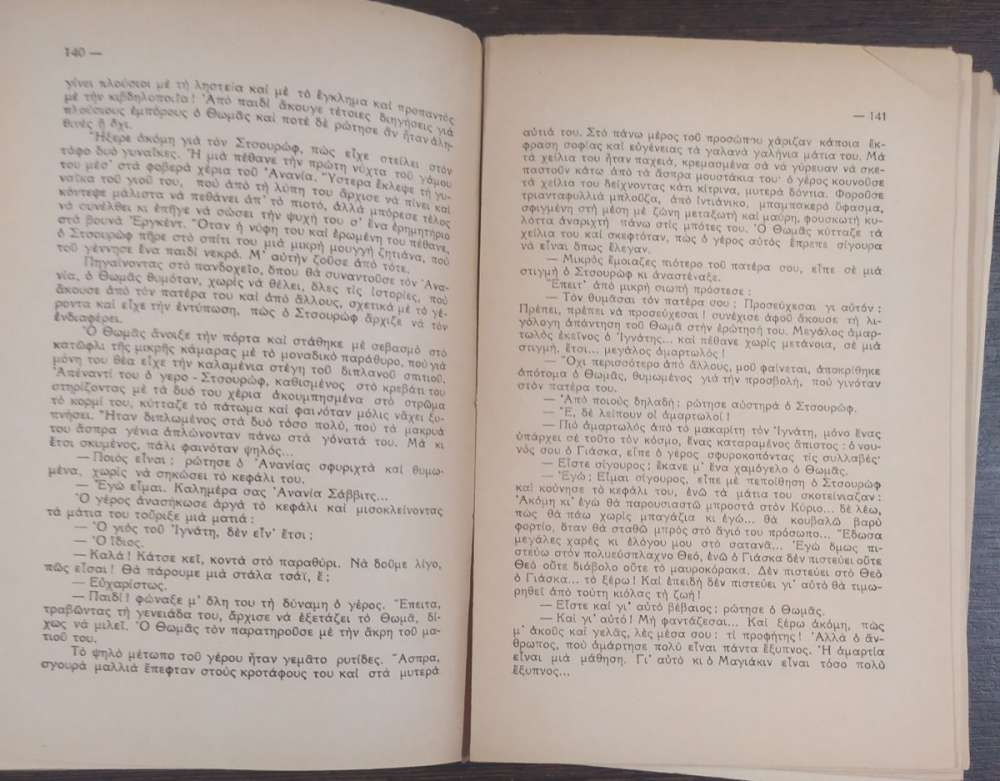 140 —
γίνει πλούσιοι μὲ τὴ ληστεία καὶ μὲ τὸ ἔγκλημα καὶ προπαντὸς
μὲ τὴν κιβδηλοποιΐα! Ἀπὸ παιδὶ ἄκουγε τέτοιες διηγήσεις γιὰ
πλούσιους ἐμπόρους ὁ Θωμᾶς καὶ ποτὲ δὲ ρώτησε ἂν ἦταν ἀλη-
θινὲς ἢ ὄχι.
Ἤξερε ἀκόμη γιὰ τὸν Στσουρώφ, πὼς εἶχε στείλει στὸν
τάφο δυὸ γυναῖκες. Ἡ μιὰ πέθανε τὴν πρώτη νύχτα τοῦ γάμου
του μέσ' στὰ φοβερὰ χέρια τοῦ Ἀνανία. Ὕστερα ἔκλεψε τὴ γυ-
ναῖκα τοῦ γιοῦ του, ποὺ ἀπὸ τὴ λύπη του ἄρχισε νὰ πίνει καὶ
κόντεψε μάλιστα νὰ πεθάνει ἀπ' τὸ πιοτό, ἀλλὰ μπόρεσε τέλος
νὰ συνέλθει κι ἐπῆγε νὰ σώσει τὴν ψυχή του σ' ἕνα ἐρημητήριο
στὰ βουνὰ Ἔργκεντ. Ὅταν ἡ νύφη του καὶ ἐρωμένη του πέθανε,
ὁ Στσουρὼφ πῆρε στὸ σπίτι του μιὰ μικρὴ μουγγὴ ζητιάνα, ποὺ
τοῦ γέννησε ἕνα παιδὶ νεκρό. Μ' αὐτὴν ζοῦσε ἀπὸ τότε.
Πηγαίνοντας στὸ πανδοχεῖο, ὅπου θὰ συναντοῦσε τὸν Ἀνα-
νία, ὁ Θωμᾶς θυμόταν, χωρὶς νὰ θέλει, ὅλες τὶς ἱστορίες, ποὺ
ἄκουσε ἀπὸ τὸν πατέρα του καὶ ἀπὸ ἄλλους, σχετικὰ μὲ τὸ γέ-
ροντα καὶ εἶχε τὴν ἐντύπωση, πὼς ὁ Στσουρὼφ ἄρχιζε νὰ τὸν
ἐνδιαφέρει.
Ὁ Θωμᾶς ἄνοιξε τὴν πόρτα καὶ στάθηκε μὲ σεβασμὸ στὸ
κατῶφλι τῆς μικρῆς κάμαρας μὲ τὸ μοναδικὸ παράθυρο, ποὺ γιὰ
μόνη του θέα εἶχε τὴν καλαμένια στέγη τοῦ διπλανοῦ σπιτιοῦ.
Ἀπέναντί του ὁ γερο - Στσουρώφ, καθισμένος στὸ κρεβάτι του
στηρίζοντας μὲ τὰ δυό του χέρια ἀκουμπησμένα στὸ στρῶμα
τὸ κορμί του, κύτταζε τὸ πάτωμα καὶ φαινόταν μόλις νἄχει ξυ-
πνήσει. Ἦταν διπλωμένος στὰ δυὸ τόσο πολύ, ποὺ τὰ μακρυὰ
του ἄσπρα γένια ἁπλώνονταν πάνω στὰ γόνατά του. Μὰ κι
ἔτσι σκυμένος, πάλι φαινόταν ψηλός...
— Ποιὸς εἶναι; ρώτησε ὁ Ἀνανίας σφυριχτὰ καὶ θυμω-
μένα, χωρὶς νὰ σηκώσει τὸ κεφάλι του.
— Ἐγὼ εἶμαι. Καλημέρα σας Ἀνανία Σάββιτς...
Ὁ γέρος ἀνασήκωσε ἀργὰ τὸ κεφάλι καὶ μισοκλείνοντας
τὰ μάτια του τοὔριξε μιὰ ματιά:
— Ὁ γιὸς τοῦ Ἰγνάτη, δὲν εἶν' ἔτσι;
— Ὁ ἴδιος.
— Καλά! Κάτσε κεῖ, κοντὰ στὸ παραθύρι. Νὰ δοῦμε λίγο,
πῶς εἶσαι! Θὰ πάρουμε μιὰ στάλα τσάϊ, ἔ;
— Εὐχαρίστως.
— Παιδί! φώναξε μ' ὅλη του τὴ δύναμη ὁ γέρος. Ἔπειτα,
τραβῶντας τὴ γενειάδα του, ἄρχισε νὰ ἐξετάζει τὸ Θωμᾶ, δί-
χως νὰ μιλεῖ. Ὁ Θωμᾶς τὸν παρατηροῦσε μὲ τὴν ἄκρη τοῦ μα-
τιοῦ του.
Τὸ ψηλὸ μέτωπο τοῦ γέρου ἦταν γεμᾶτο ρυτίδες. Ἄσπρα,
σγουρὰ μαλλιὰ ἔπεφταν στοὺς κροτάφους του καὶ στὰ μυτερὰ
— 141
αὐτιά του. Στὸ πάνω μέρος τοῦ προσώπου χάριζαν κάποια ἔκ-
φραση σοφίας καὶ εὐγένειας τὰ γαλανὰ γαλήνια μάτια του. Μὰ
τὰ χείλια του ἦταν παχειά, κρεμασμένα σὰ νὰ γύρευαν νὰ σκε-
παστοῦν κάτω ἀπὸ τὰ ἄσπρα μουστάκια του· ὁ γέρος κουνοῦσε
τὰ χείλια του δείχνοντας κάτι κίτρινα, μυτερὰ δόντια. Φοροῦσε
τριανταφυλλιὰ μπλούζα, ἀπὸ ἰντιάνικο, μπαμπακερὸ ὕφασμα,
σφιγμένη στὴ μέση μὲ ζώνη μεταξωτὴ καὶ μαύρη, φουσκωτὴ κυ-
λόττα ἀναριχτὴ πάνω στὶς μπότες του. Ὁ Θωμᾶς κύτταζε τὰ
χείλια του καὶ σκεφτόταν, πὼς ὁ γέρος αὐτὸς ἔπρεπε σίγουρα
νὰ εἶναι ὅπως ἔλεγαν.
— Μικρὸς ἔμοιαζες πιότερο τοῦ πατέρα σου, εἶπε σὲ μιὰ
στιγμὴ ὁ Στσουρὼφ κι ἀναστέναξε.
Ἔπειτ' ἀπὸ μικρὴ σιωπὴ πρόστεσε:
— Τὸν θυμᾶσαι τὸν πατέρα σου; Προσεύχεσαι γι αὐτόν;
Πρέπει, πρέπει νὰ προσεύχεσαι! συνέχισε ἀφοῦ ἄκουσε τὴ λι-
γόλογη ἀπάντηση τοῦ Θωμᾶ στὴν ἐρώτησή του. Μεγάλος ἁμαρ-
τωλὸς ἐκεῖνος ὁ Ἰγνάτης... καὶ πέθανε χωρὶς μετάνοια, σὲ μιὰ
στιγμή, ἔτσι... μεγάλος ἁμαρτωλός!
— Ὄχι περισσότερο ἀπὸ ἄλλους, μοῦ φαίνεται, ἀποκρίθηκε
ἀπότομα ὁ Θωμᾶς, θυμωμένος γιὰ τὴν προσβολή, ποὺ γινόταν
στὸν πατέρα του.
— Ἀπὸ ποιοὺς δηλαδή; ρώτησε αὐστηρὰ ὁ Στσουρώφ.
— Ἔ, δὲ λείπουν οἱ ἁμαρτωλοί!
— Πιὸ ἁμαρτωλὸς ἀπὸ τὸ μακαρίτη τὸν Ἰγνάτη, μόνο ἕνας
ὑπάρχει σὲ τοῦτο τὸν κόσμο, ἕνας καταραμένος ἄπιστος: ὁ νου-
νός σου ὁ Γιάσκα, εἶπε ὁ γέρος σφυροκοπώντας τὶς συλλαβές·
— Εἶστε σίγουρος; ἔκανε μ' ἕνα χαμόγελο ὁ Θωμᾶς.
— Ἐγώ; Εἶμαι σίγουρος, εἶπε μὲ πεποίθηση ὁ Στσουρὼφ
καὶ κούνησε τὸ κεφάλι του, ἐνῶ τὰ μάτια του σκοτείνιαζαν:
Ἀκόμη κι' ἐγὼ θὰ παρουσιαστῶ μπροστὰ στὸν Κύριο... δὲ λέω,
πὼς θὰ πάω χωρὶς μπαγάζια κι ἐγώ... θὰ κουβαλῶ βαρὺ
φορτίο, ὅταν θὰ σταθῶ μπρὸς στὸ ἅγιό του πρόσωπο... Ἔδωσα
μεγάλες χαρὲς κι ἐλόγου μου στὸ σατανᾶ... Ἐγὼ ὅμως πι-
στεύω στὸν πολυεύσπλαχνο Θεό, ἐνῶ ὁ Γιάσκα δὲν πιστεύει οὔτε
Θεὸ οὔτε διάβολο οὔτε τὸ μαυροκόρακα. Δὲν πιστεύει στὸ Θεὸ
ὁ Γιάσκα... τὸ ξέρω! Καὶ ἐπειδὴ δὲν πιστεύει γι' αὐτὸ θὰ τιμω-
ρηθεῖ ἀπὸ τούτη κιόλας τὴ ζωή!
— Εἶστε καὶ γι' αὐτὸ βέβαιος; ρώτησε ὁ Θωμᾶς.
— Καὶ γι' αὐτό! Μὴ φαντάζεσαι... Καὶ ξέρω ἀκόμη, πὼς
μ' ἀκοῦς καὶ γελᾶς, λὲς μέσα σου: τί προφήτης! Ἀλλὰ ὁ ἄν-
θρωπος, ποὺ ἁμάρτησε πολὺ εἶναι πάντα ἔξυπνος. Ἡ ἁμαρτία
εἶναι μιὰ μάθηση. Γι' αὐτὸ κι ὁ Μαγιάκιν εἶναι τόσο πολὺ
ἔξυπνος...